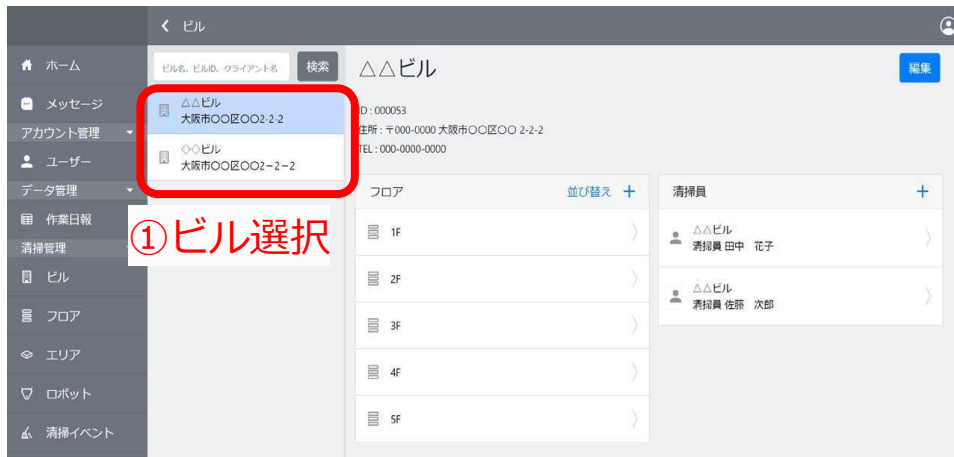 ビル
ホーム
メッセージ
アカウント管理
ユーザー
データ管理
作業日報
清掃管理
ビル
フロア
エリア
ロボット
清掃イベント
ビル名、ビルID、クライアント名
検索
△△ビル
大阪市〇〇区〇〇2-2-2
◇◇ビル
大阪市〇〇区〇〇2−2−2
①ビル選択
△△ビル
編集
ID : 000053
住所 : 〒000-0000 大阪市〇〇区〇〇 2-2-2
TEL : 000-0000-0000
フロア
並び替え +
1F
2F
3F
4F
5F
清掃員
+
△△ビル
清掃員 田中 花子
△△ビル
清掃員 佐藤 次郎